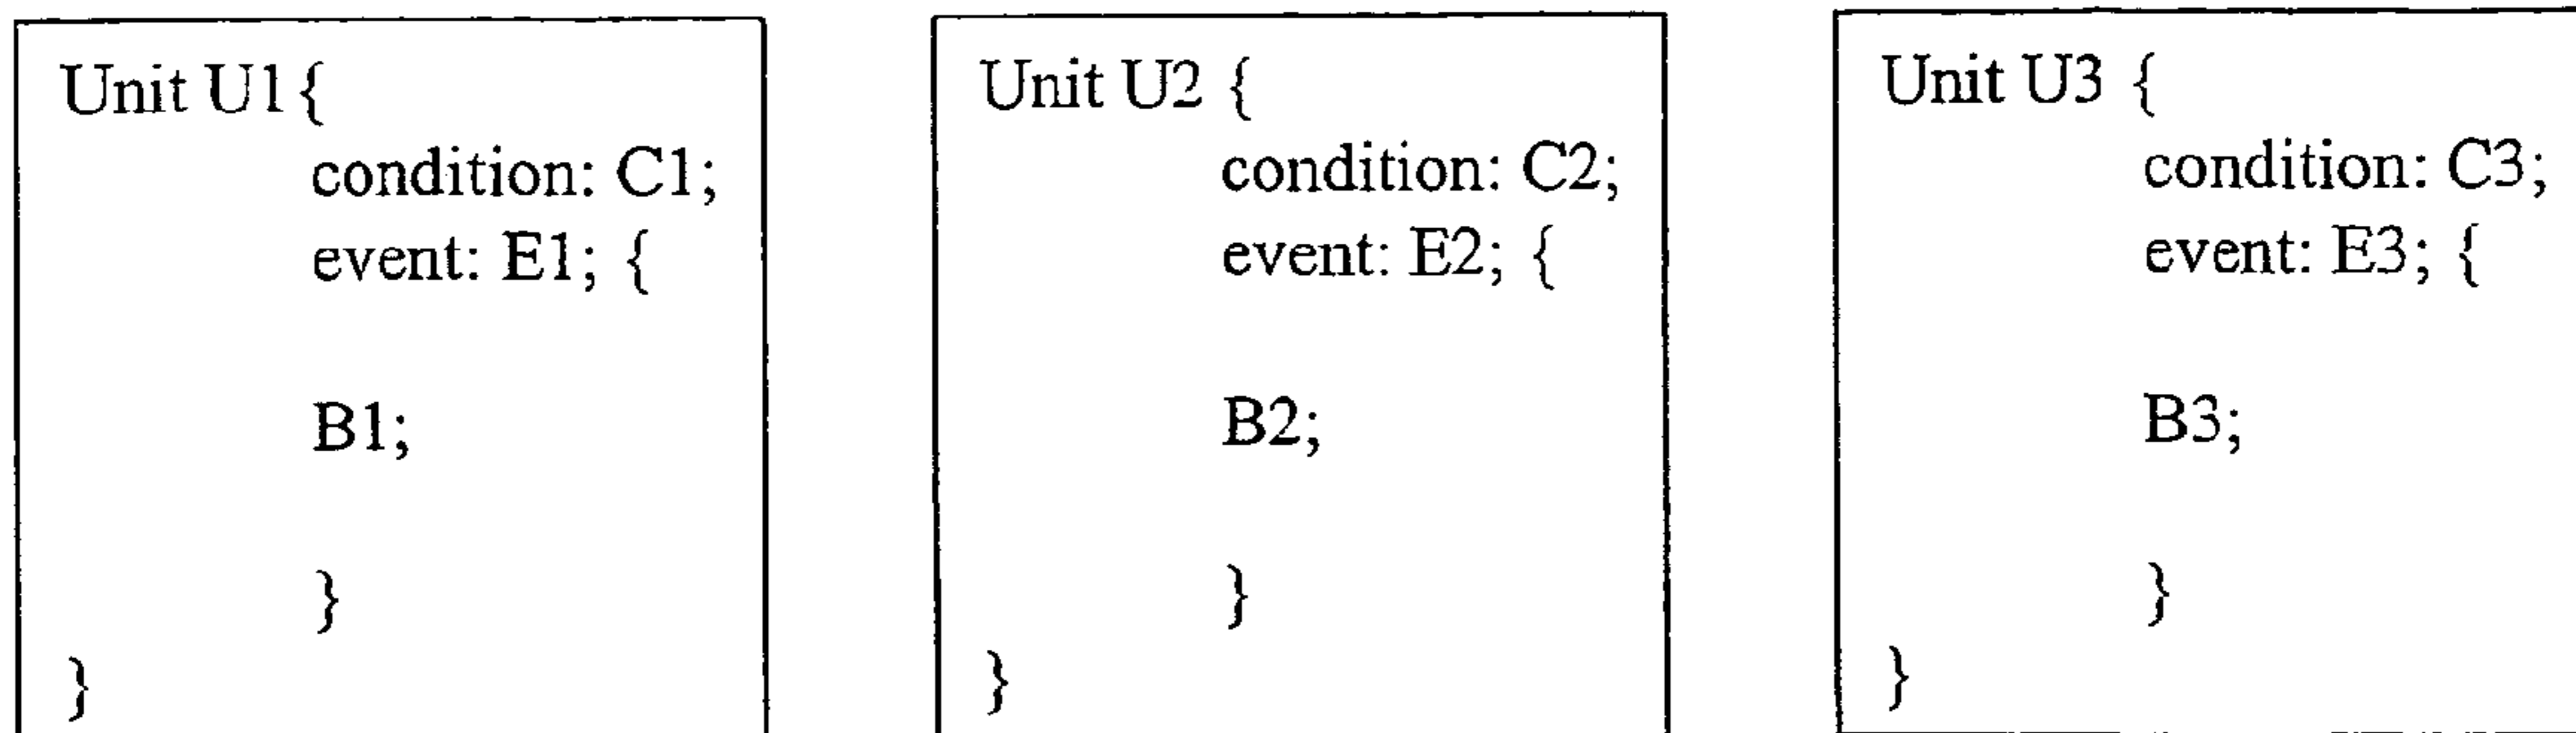 Unit U1{
condition: C1;
event: E1; {
B1;
}
}
Unit U2 {
condition: C2;
event: E2; {
B2;
}
}
Unit U3 {
condition: C3;
event: E3; {
B3;
}
}